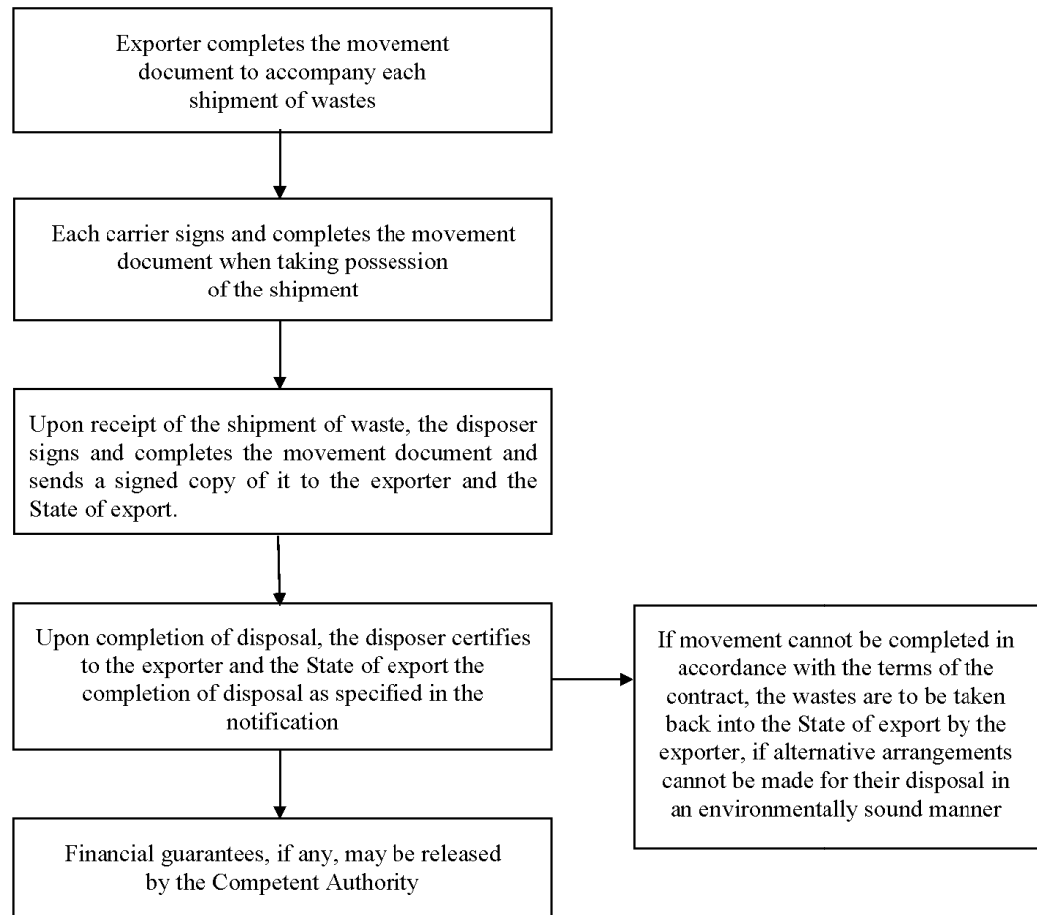 Exporter completes the movement
document to accompany each
shipment of wastes
Each carrier signs and completes the movement
document when taking possession
of the shipment
Upon receipt of the shipment of waste, the disposer
signs and completes the movement document and
sends a signed copy of it to the exporter and the
State of export.
Upon completion of disposal, the disposer certifies
to the exporter and the State of export the
completion of disposal as specified in the
notification
If movement cannot be completed in
accordance with the terms of the
contract, the wastes are to be taken
back into the State of export by the
exporter, if alternative arrangements
cannot be made for their disposal in
an environmentally sound manner
Financial guarantees, if any, may be released
by the Competent Authority